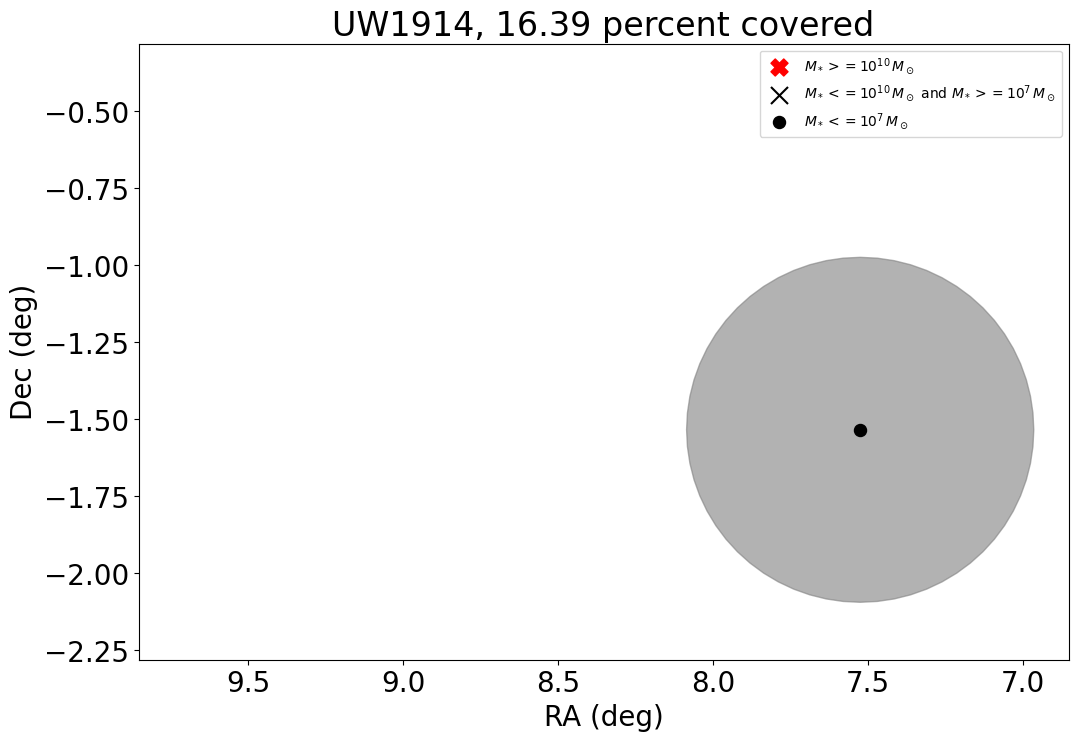 UW1914, 16.39 percent covered
M* >= 10^10 M⊙
M* <= 10^10 M⊙ and M* >= 10^7 M⊙
M* <= 10^7 M⊙
−0.50
−0.75
−1.00
−1.25
−1.50
−1.75
−2.00
−2.25
Dec (deg)
9.5 9.0 8.5 8.0 7.5 7.0
RA (deg)